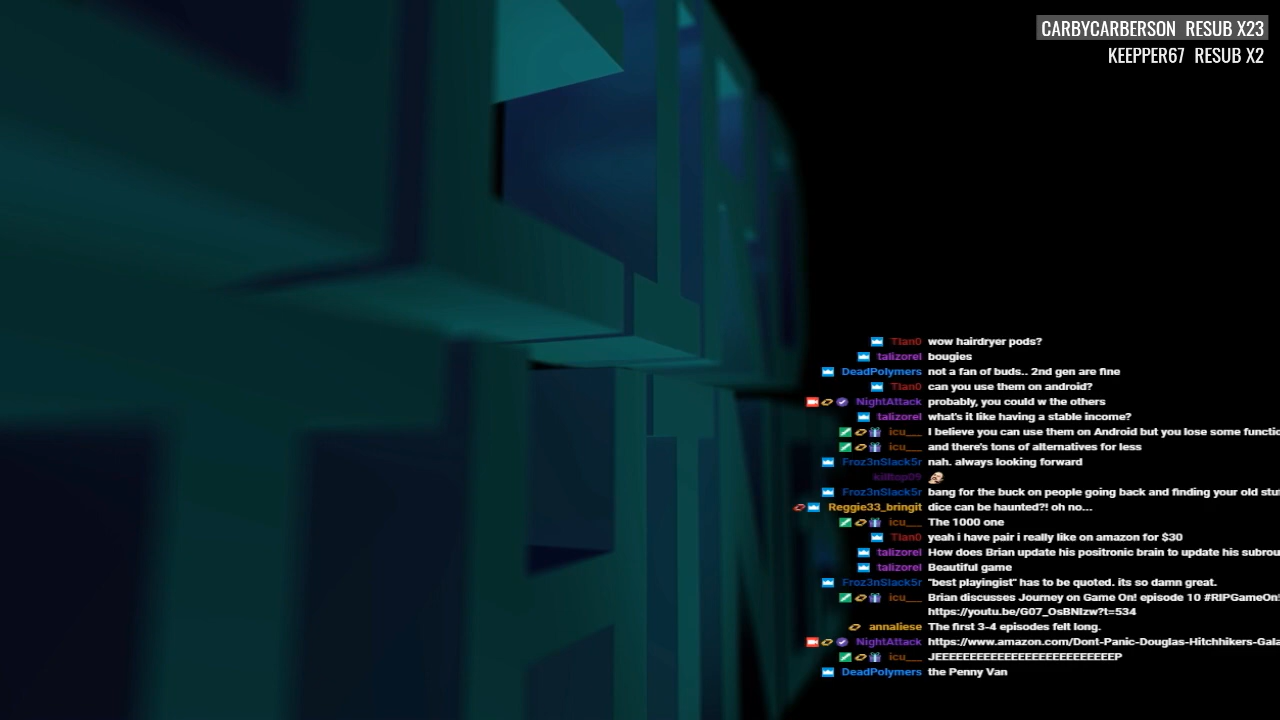 CARBYCARBERSON RESUB X23
KEEPPER67 RESUB X2
T1an0 wow hairdryer pods?
talizorel bougies
DeadPolymers not a fan of buds.. 2nd gen are fine
T1an0 can you use them on android?
NightAttack probably, you could w the others
talizorel what's it like having a stable income?
icu___ I believe you can use them on Android but you lose some functio
icu___ and there's tons of alternatives for less
Froz3nSlack5r nah. always looking forward
killtop09
Froz3nSlack5r bang for the buck on people going back and finding your old stu
Reggie33_bringit dice can be haunted?! oh no...
icu___ The 1000 one
T1an0 yeah i have pair i really like on amazon for $30
talizorel How does Brian update his positronic brain to update his subrou
talizorel Beautiful game
Froz3nSlack5r "best playingist" has to be quoted. its so damn great.
icu___ Brian discusses Journey on Game On! episode 10 #RIPGameOn!
https://youtu.be/G07_OsBNIzw?t=534
annaliese The first 3-4 episodes felt long.
NightAttack https://www.amazon.com/Dont-Panic-Douglas-Hitchhikers-Gala
icu___ JEEEEEEEEEEEEEEEEEEEEEEEEEP
DeadPolymers the Penny Van